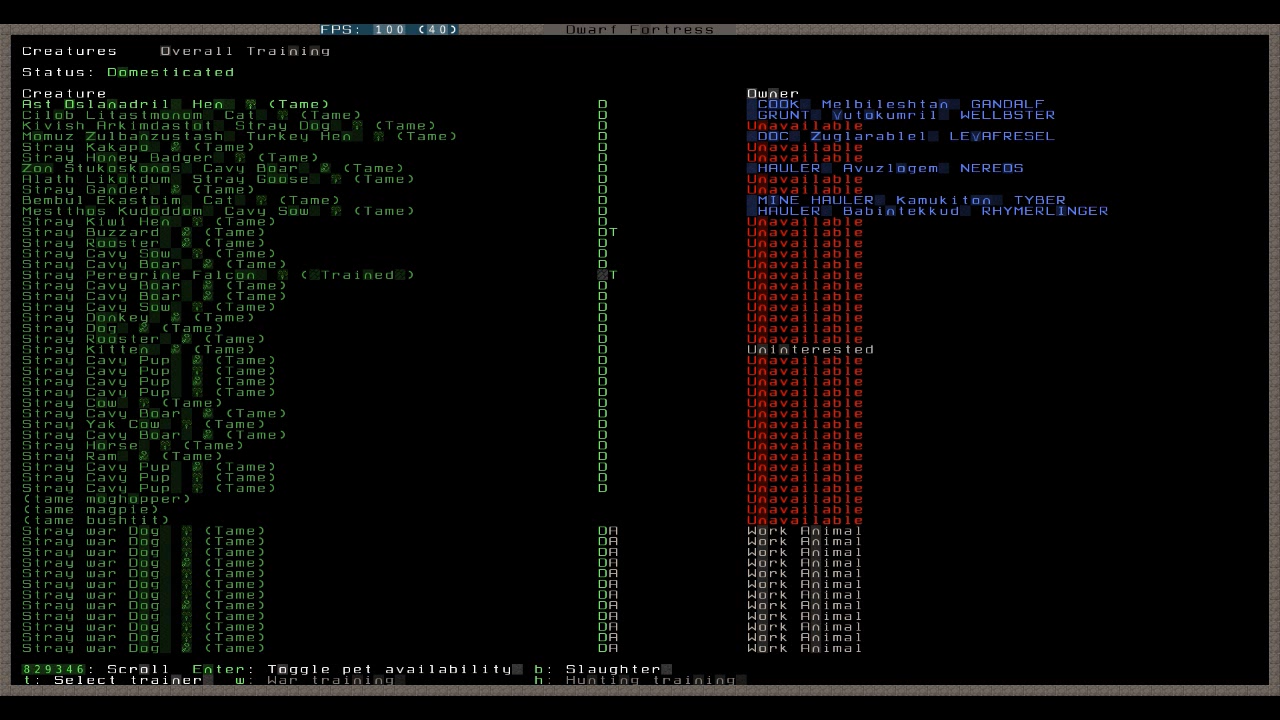 FPS: 100 (40) Dwarf Fortress
Creatures Overall Training
Status: Domesticated
Creature Owner
Ast Oslanadril Hen ♀ (Tame) D COOK Melbileshtan GANDALF
Cilob Litastmonom Cat ♀ (Tame) D GRUNT Vutokumril WELLBSTER
Kivish Arkimdastot Stray Dog ♀ (Tame) D Unavailable
Momuz Zulbanzustash Turkey Hen ♀ (Tame) D DOC Zuglarablel LEVAFRESEL
Stray Kakapo ♂ (Tame) D Unavailable
Stray Honey Badger ♀ (Tame) D Unavailable
Zon Stukoskonos Cavy Boar ♂ (Tame) D HAULER Avuzlogem NEREOS
Alath Likotdum Stray Goose ♀ (Tame) D Unavailable
Stray Gander ♂ (Tame) D Unavailable
Bembul Ekastbim Cat ♀ (Tame) D MINE HAULER Kamukiton TYBER
Mestthos Kudoddom Cavy Sow ♀ (Tame) D HAULER Babintekkud RHYMERLINGER
Stray Kiwi Hen ♀ (Tame) D Unavailable
Stray Buzzard ♂ (Tame) DT Unavailable
Stray Rooster ♂ (Tame) D Unavailable
Stray Cavy Sow ♀ (Tame) D Unavailable
Stray Cavy Boar ♂ (Tame) D Unavailable
Stray Peregrine Falcon ♀ (Trained) T Unavailable
Stray Cavy Boar ♂ (Tame) D Unavailable
Stray Cavy Boar ♂ (Tame) D Unavailable
Stray Cavy Sow ♀ (Tame) D Unavailable
Stray Donkey ♂ (Tame) D Unavailable
Stray Dog ♂ (Tame) D Unavailable
Stray Rooster ♂ (Tame) D Unavailable
Stray Kitten ♂ (Tame) D Uninterested
Stray Cavy Pup ♂ (Tame) D Unavailable
Stray Cavy Pup ♀ (Tame) D Unavailable
Stray Cavy Pup ♂ (Tame) D Unavailable
Stray Cavy Pup ♀ (Tame) D Unavailable
Stray Cow ♀ (Tame) D Unavailable
Stray Cavy Boar ♂ (Tame) D Unavailable
Stray Yak Cow ♀ (Tame) D Unavailable
Stray Cavy Boar ♂ (Tame) D Unavailable
Stray Horse ♀ (Tame) D Unavailable
Stray Ram ♂ (Tame) D Unavailable
Stray Cavy Pup ♂ (Tame) D Unavailable
Stray Cavy Pup ♀ (Tame) D Unavailable
Stray Cavy Pup ♀ (Tame) D Unavailable
(tame moghopper) Unavailable
(tame magpie) Unavailable
(tame bushtit) Unavailable
Stray war Dog ♀ (Tame) DA Work Animal
Stray war Dog ♀ (Tame) DA Work Animal
Stray war Dog ♀ (Tame) DA Work Animal
Stray war Dog ♂ (Tame) DA Work Animal
Stray war Dog ♀ (Tame) DA Work Animal
Stray war Dog ♀ (Tame) DA Work Animal
Stray war Dog ♀ (Tame) DA Work Animal
Stray war Dog ♂ (Tame) DA Work Animal
Stray war Dog ♀ (Tame) DA Work Animal
Stray war Dog ♀ (Tame) DA Work Animal
Stray war Dog ♀ (Tame) DA Work Animal
Stray war Dog ♂ (Tame) DA Work Animal
829346: Scroll Enter: Toggle pet availability b: Slaughter
t: Select trainer w: War training h: Hunting training